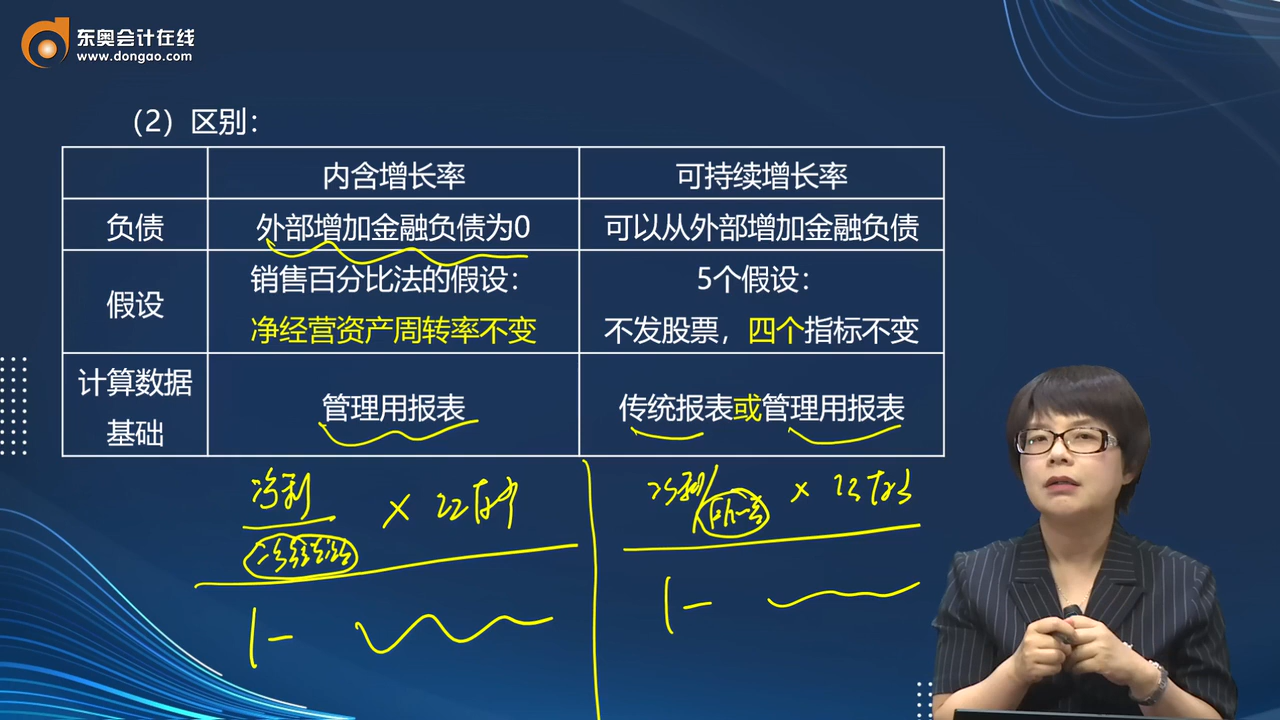 东奥会计在线
www.dongao.com
（2）区别：
内含增长率 可持续增长率
负债 外部增加金融负债为0 可以从外部增加金融负债
假设 销售百分比法的假设： 5个假设：
净经营资产周转率不变 不发股票，四个指标不变
计算数据 管理用报表 传统报表或管理用报表
基础
净利 × 净利/ ×
1- 1-